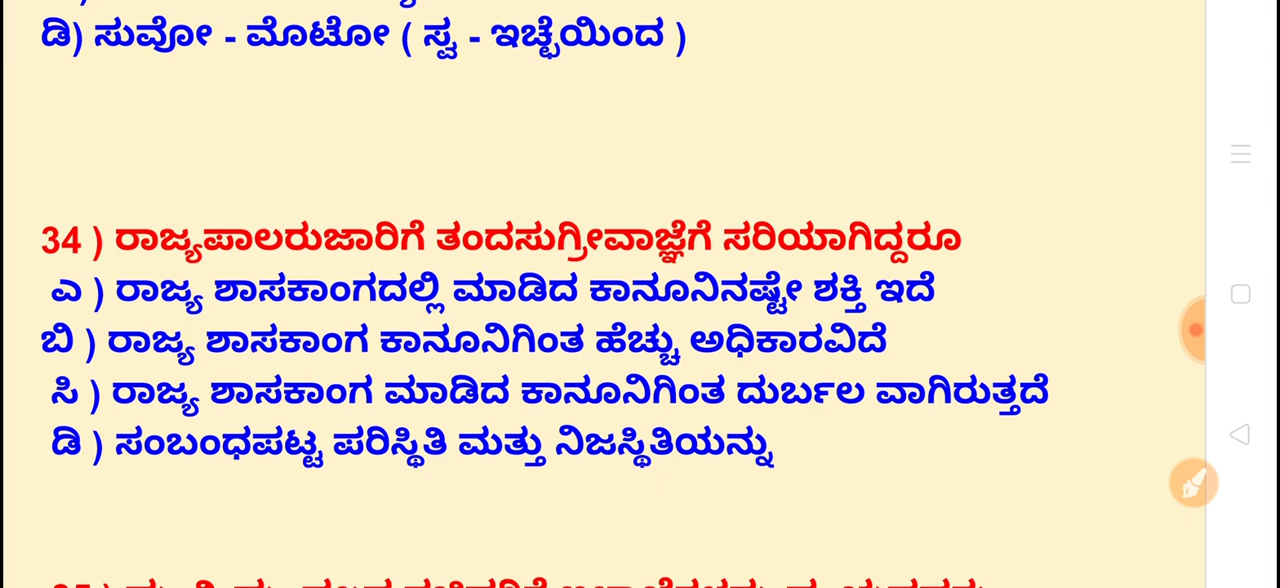 ಡಿ) ಸುವೋ - ಮೊಟೋ ( ಸ್ವ - ಇಚ್ಛೆಯಿಂದ )
34 ) ರಾಜ್ಯಪಾಲರುಜಾರಿಗೆ ತಂದಸುಗ್ರೀವಾಜ್ಞೆಗೆ ಸರಿಯಾಗಿದ್ದರೂ
ಎ ) ರಾಜ್ಯ ಶಾಸಕಾಂಗದಲ್ಲಿ ಮಾಡಿದ ಕಾನೂನಿನಷ್ಟೇ ಶಕ್ತಿ ಇದೆ
ಬಿ ) ರಾಜ್ಯ ಶಾಸಕಾಂಗ ಕಾನೂನಿಗಿಂತ ಹೆಚ್ಚು ಅಧಿಕಾರವಿದೆ
ಸಿ ) ರಾಜ್ಯ ಶಾಸಕಾಂಗ ಮಾಡಿದ ಕಾನೂನಿಗಿಂತ ದುರ್ಬಲ ವಾಗಿರುತ್ತದೆ
ಡಿ ) ಸಂಬಂಧಪಟ್ಟ ಪರಿಸ್ಥಿತಿ ಮತ್ತು ನಿಜಸ್ಥಿತಿಯನ್ನು